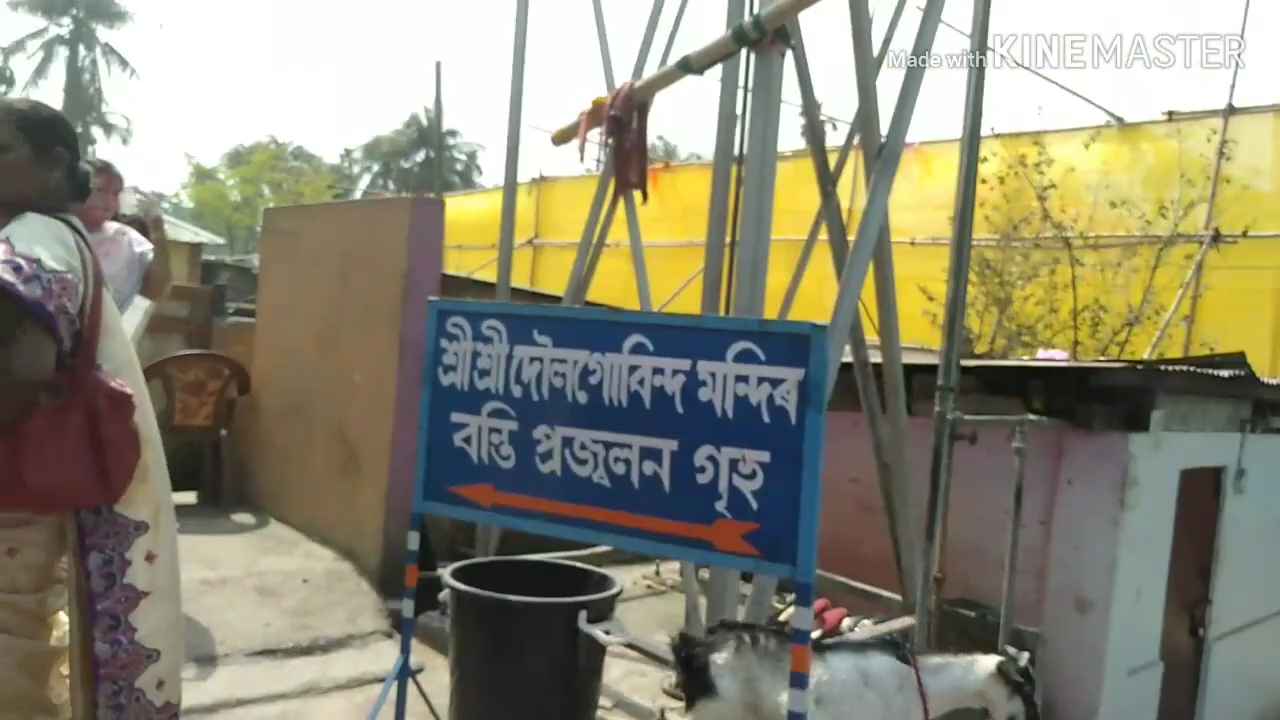 Made with KINEMASTER
শ্ৰীশ্ৰী দৌলগোবিন্দ মন্দিৰ
বন্তি প্ৰজ্বলন গৃহ